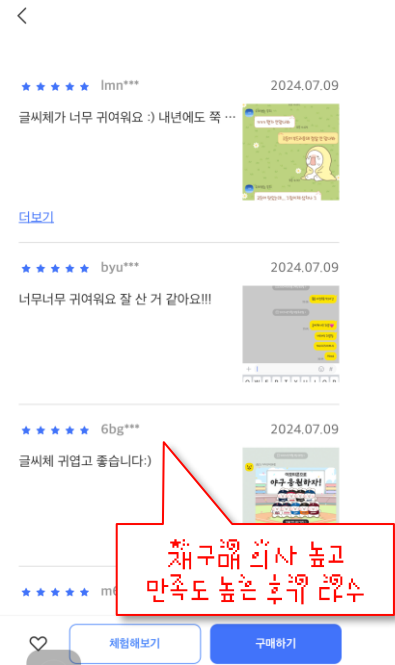 lmn***
2024.07.09
글씨체가 너무 귀여워요 :) 내년에도 쭉 ...
더보기
byu***
2024.07.09
너무너무 귀여워요 잘 산 거 같아요!!!
6bg***
2024.07.09
글씨체 귀엽고 좋습니다:)
야구 응원하자!
재구매 의사 높고
만족도 높은 후기 다수
체험해보기
구매하기